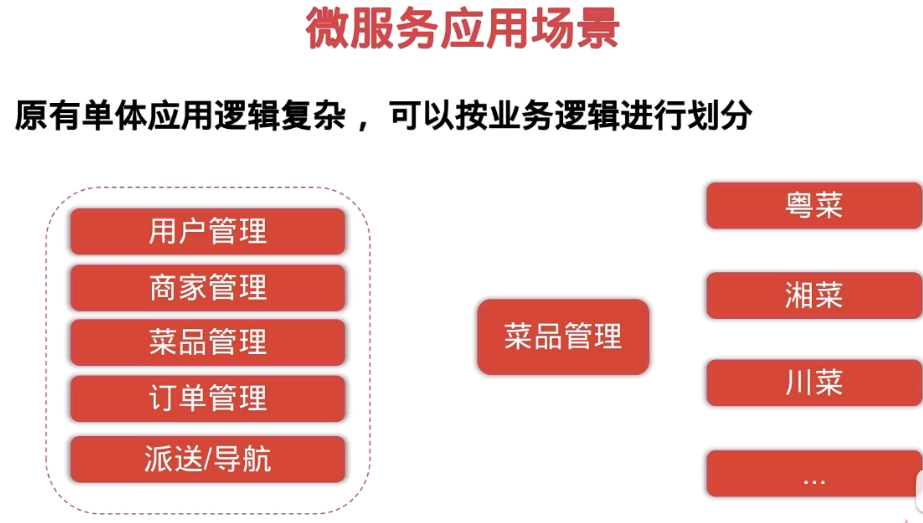 微服务应用场景
原有单体应用逻辑复杂，可以按业务逻辑进行划分
用户管理
商家管理
菜品管理
订单管理
派送/导航
菜品管理
粤菜
湘菜
川菜
...